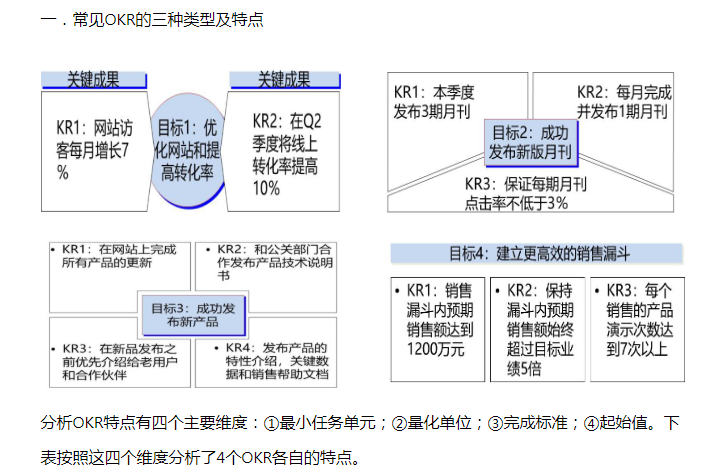 一．常见OKR的三种类型及特点
关键成果
关键成果
KR1：网站访
客每月增长7
%
目标1：优
化网站和提
高转化率
KR2：在Q2
季度将线上
转化率提高
10%
KR1：本季度
发布3期月刊
KR2：每月完成
并发布1期月刊
目标2：成功
发布新版月刊
KR3：保证每期月刊
点击率不低于3%
• KR1：在网站上完成
所有产品的更新
• KR2：和公关部门合
作发布产品技术说明
书
目标3：成功发
布新产品
• KR3：在新品发布之
前优先介绍给老用户
和合作伙伴
• KR4：发布产品的
特性介绍，关键数
据和销售帮助文档
目标4：建立更高效的销售漏斗
• KR1：销售
漏斗内预期
销售额达到
1200万元
• KR2：保持
漏斗内预期
销售额始终
超过目标业
绩5倍
• KR3：每个
销售的产品
演示次数达
到7次以上
分析OKR特点有四个主要维度：①最小任务单元；②量化单位；③完成标准；④起始值。下
表按照这四个维度分析了4个OKR各自的特点。